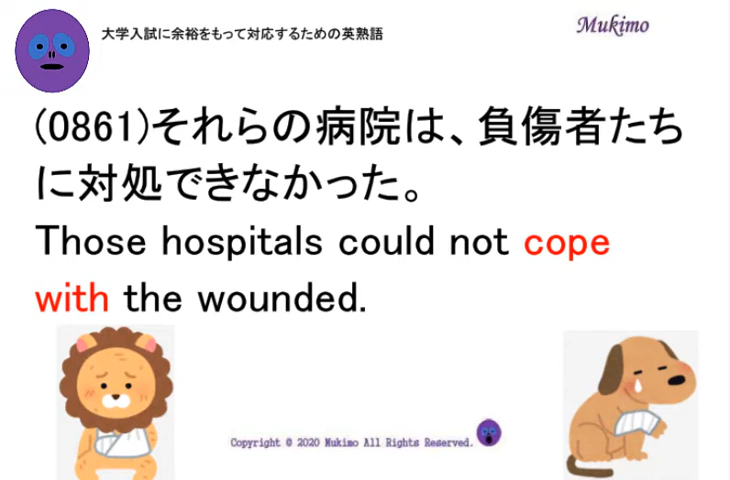 大学入試に余裕をもって対応するための英熟語
Mukimo
(0861)それらの病院は、負傷者たち
に対処できなかった。
Those hospitals could not cope
with the wounded.
Copyright © 2020 Mukimo All Rights Reserved.